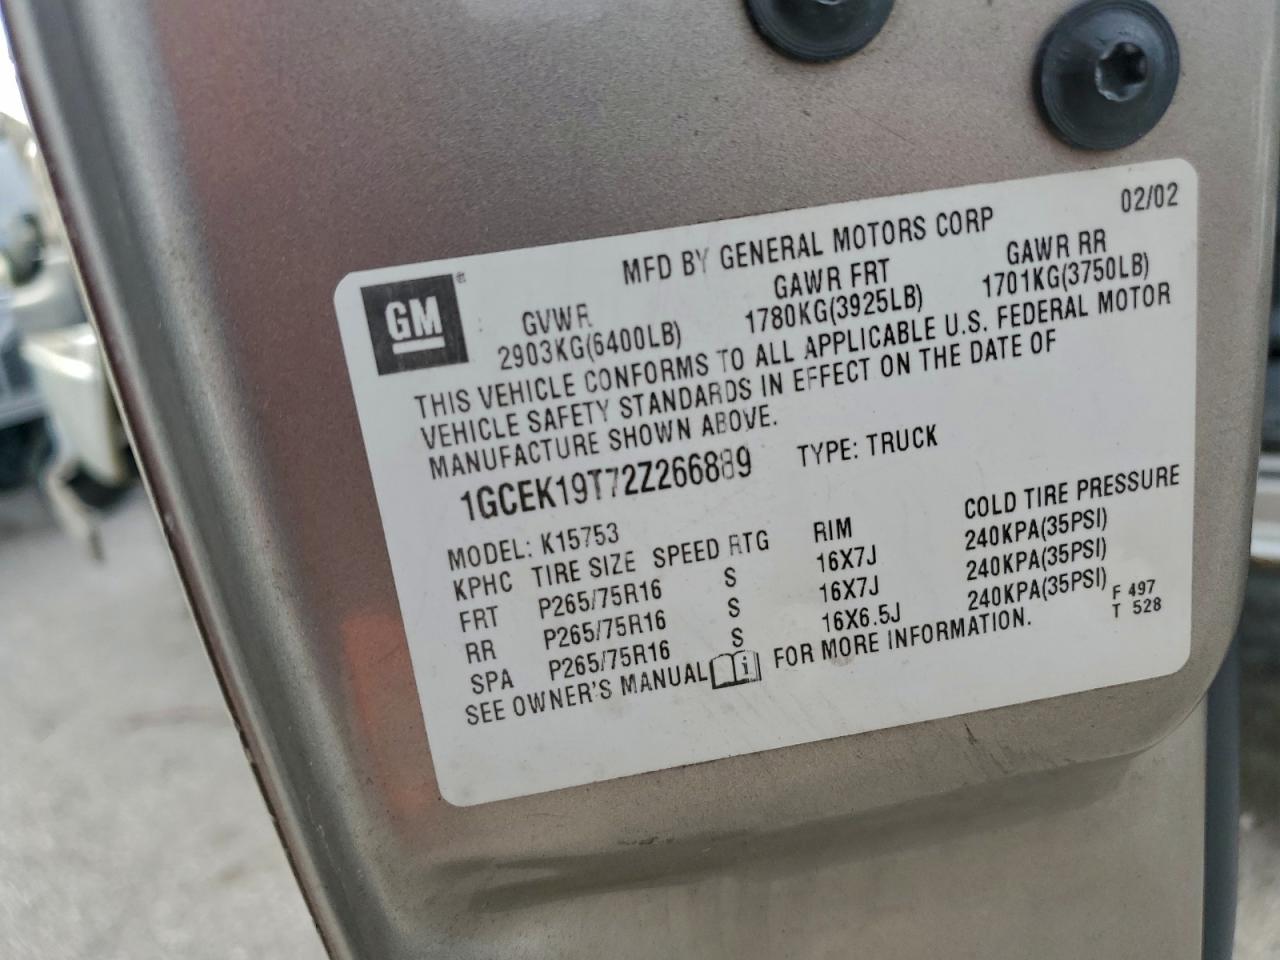 02/02
MFD BY GENERAL MOTORS CORP
GM
GVWR GAWR FRT GAWR RR
2903KG(6400LB) 1780KG(3925LB) 1701KG(3750LB)
THIS VEHICLE CONFORMS TO ALL APPLICABLE U.S. FEDERAL MOTOR
VEHICLE SAFETY STANDARDS IN EFFECT ON THE DATE OF
MANUFACTURE SHOWN ABOVE.
1GCEK19T72Z266889 TYPE: TRUCK
MODEL: K15753
KPHC TIRE SIZE SPEED RTG RIM COLD TIRE PRESSURE
FRT P265/75R16 S 16X7J 240KPA(35PSI)
RR P265/75R16 S 16X7J 240KPA(35PSI)
SPA P265/75R16 S 16X6.5J 240KPA(35PSI)
SEE OWNER'S MANUAL FOR MORE INFORMATION.
F 497
T 528